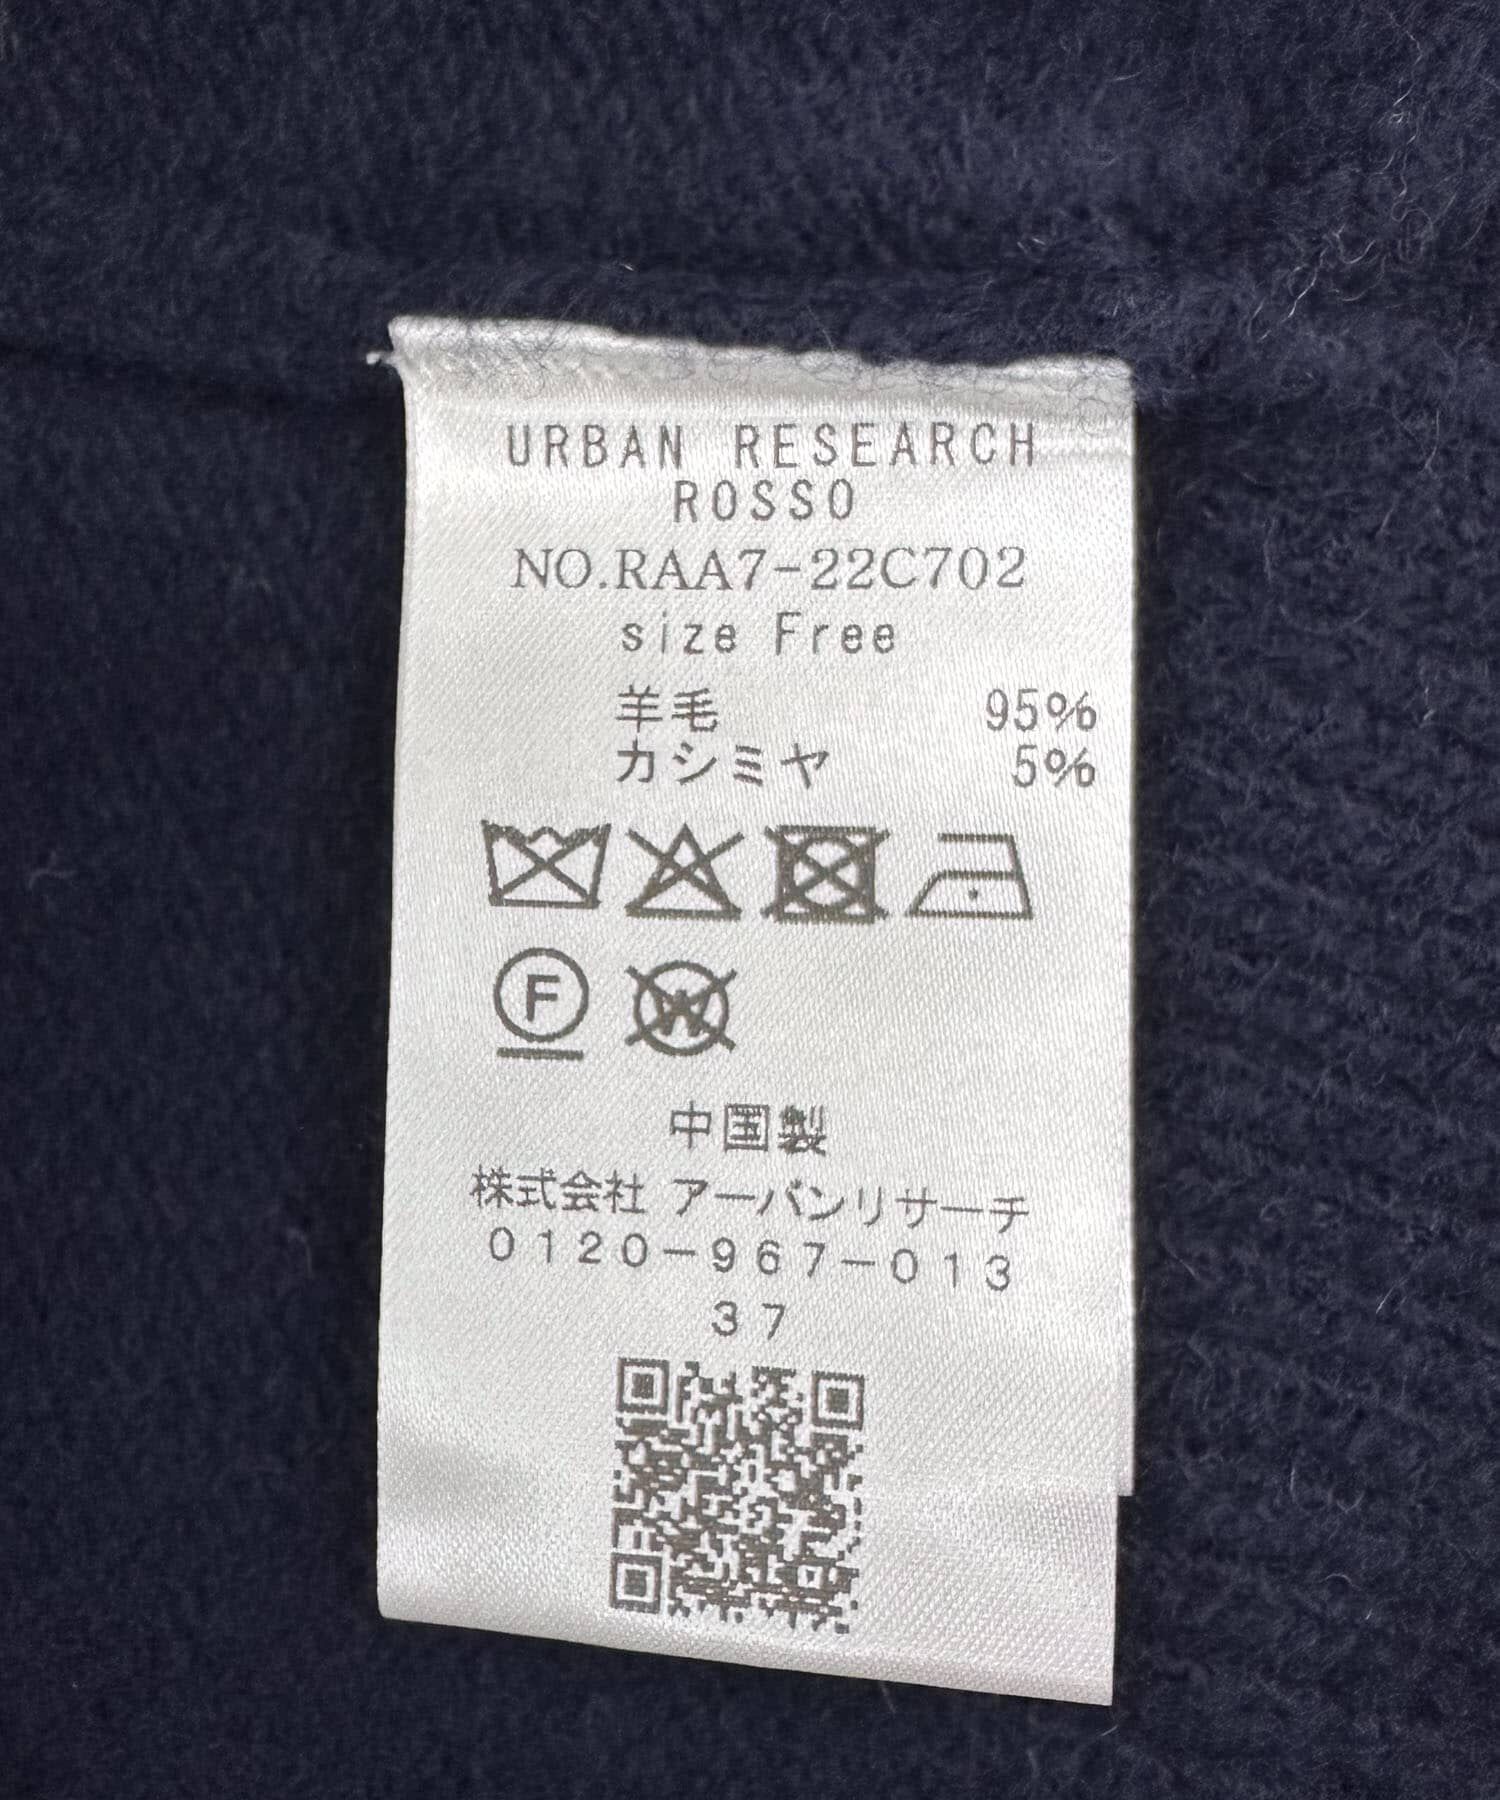 URBAN RESEARCH
ROSSO
NO.RAA7-22C702
size Free
羊毛 95%
カシミヤ 5%
F W
中国製
株式会社 アーバンリサーチ
0120-967-013
37